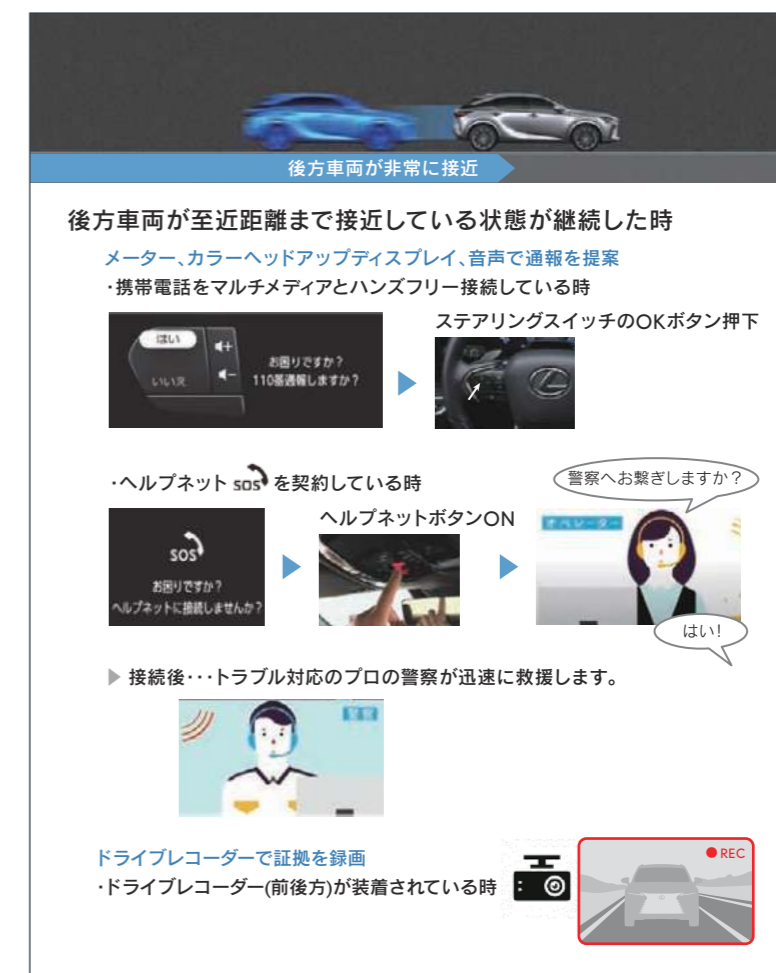 後方車両が非常に接近
後方車両が至近距離まで接近している状態が継続した時
メーター、カラーヘッドアップディスプレイ、音声で通報を提案
・携帯電話をマルチメディアとハンズフリー接続している時
ステアリングスイッチのOKボタン押下
はい
いいえ
お困りですか?
110番通報しますか?
・ヘルプネット SOS を契約している時
警察へお繋ぎしますか?
ヘルプネットボタンON
オペレーター
SOS
お困りですか?
ヘルプネットに接続しませんか?
はい!
▶ 接続後・・・トラブル対応のプロの警察が迅速に救援します。
警察
ドライブレコーダーで証拠を録画
・ドライブレコーダー(前後方)が装着されている時
REC